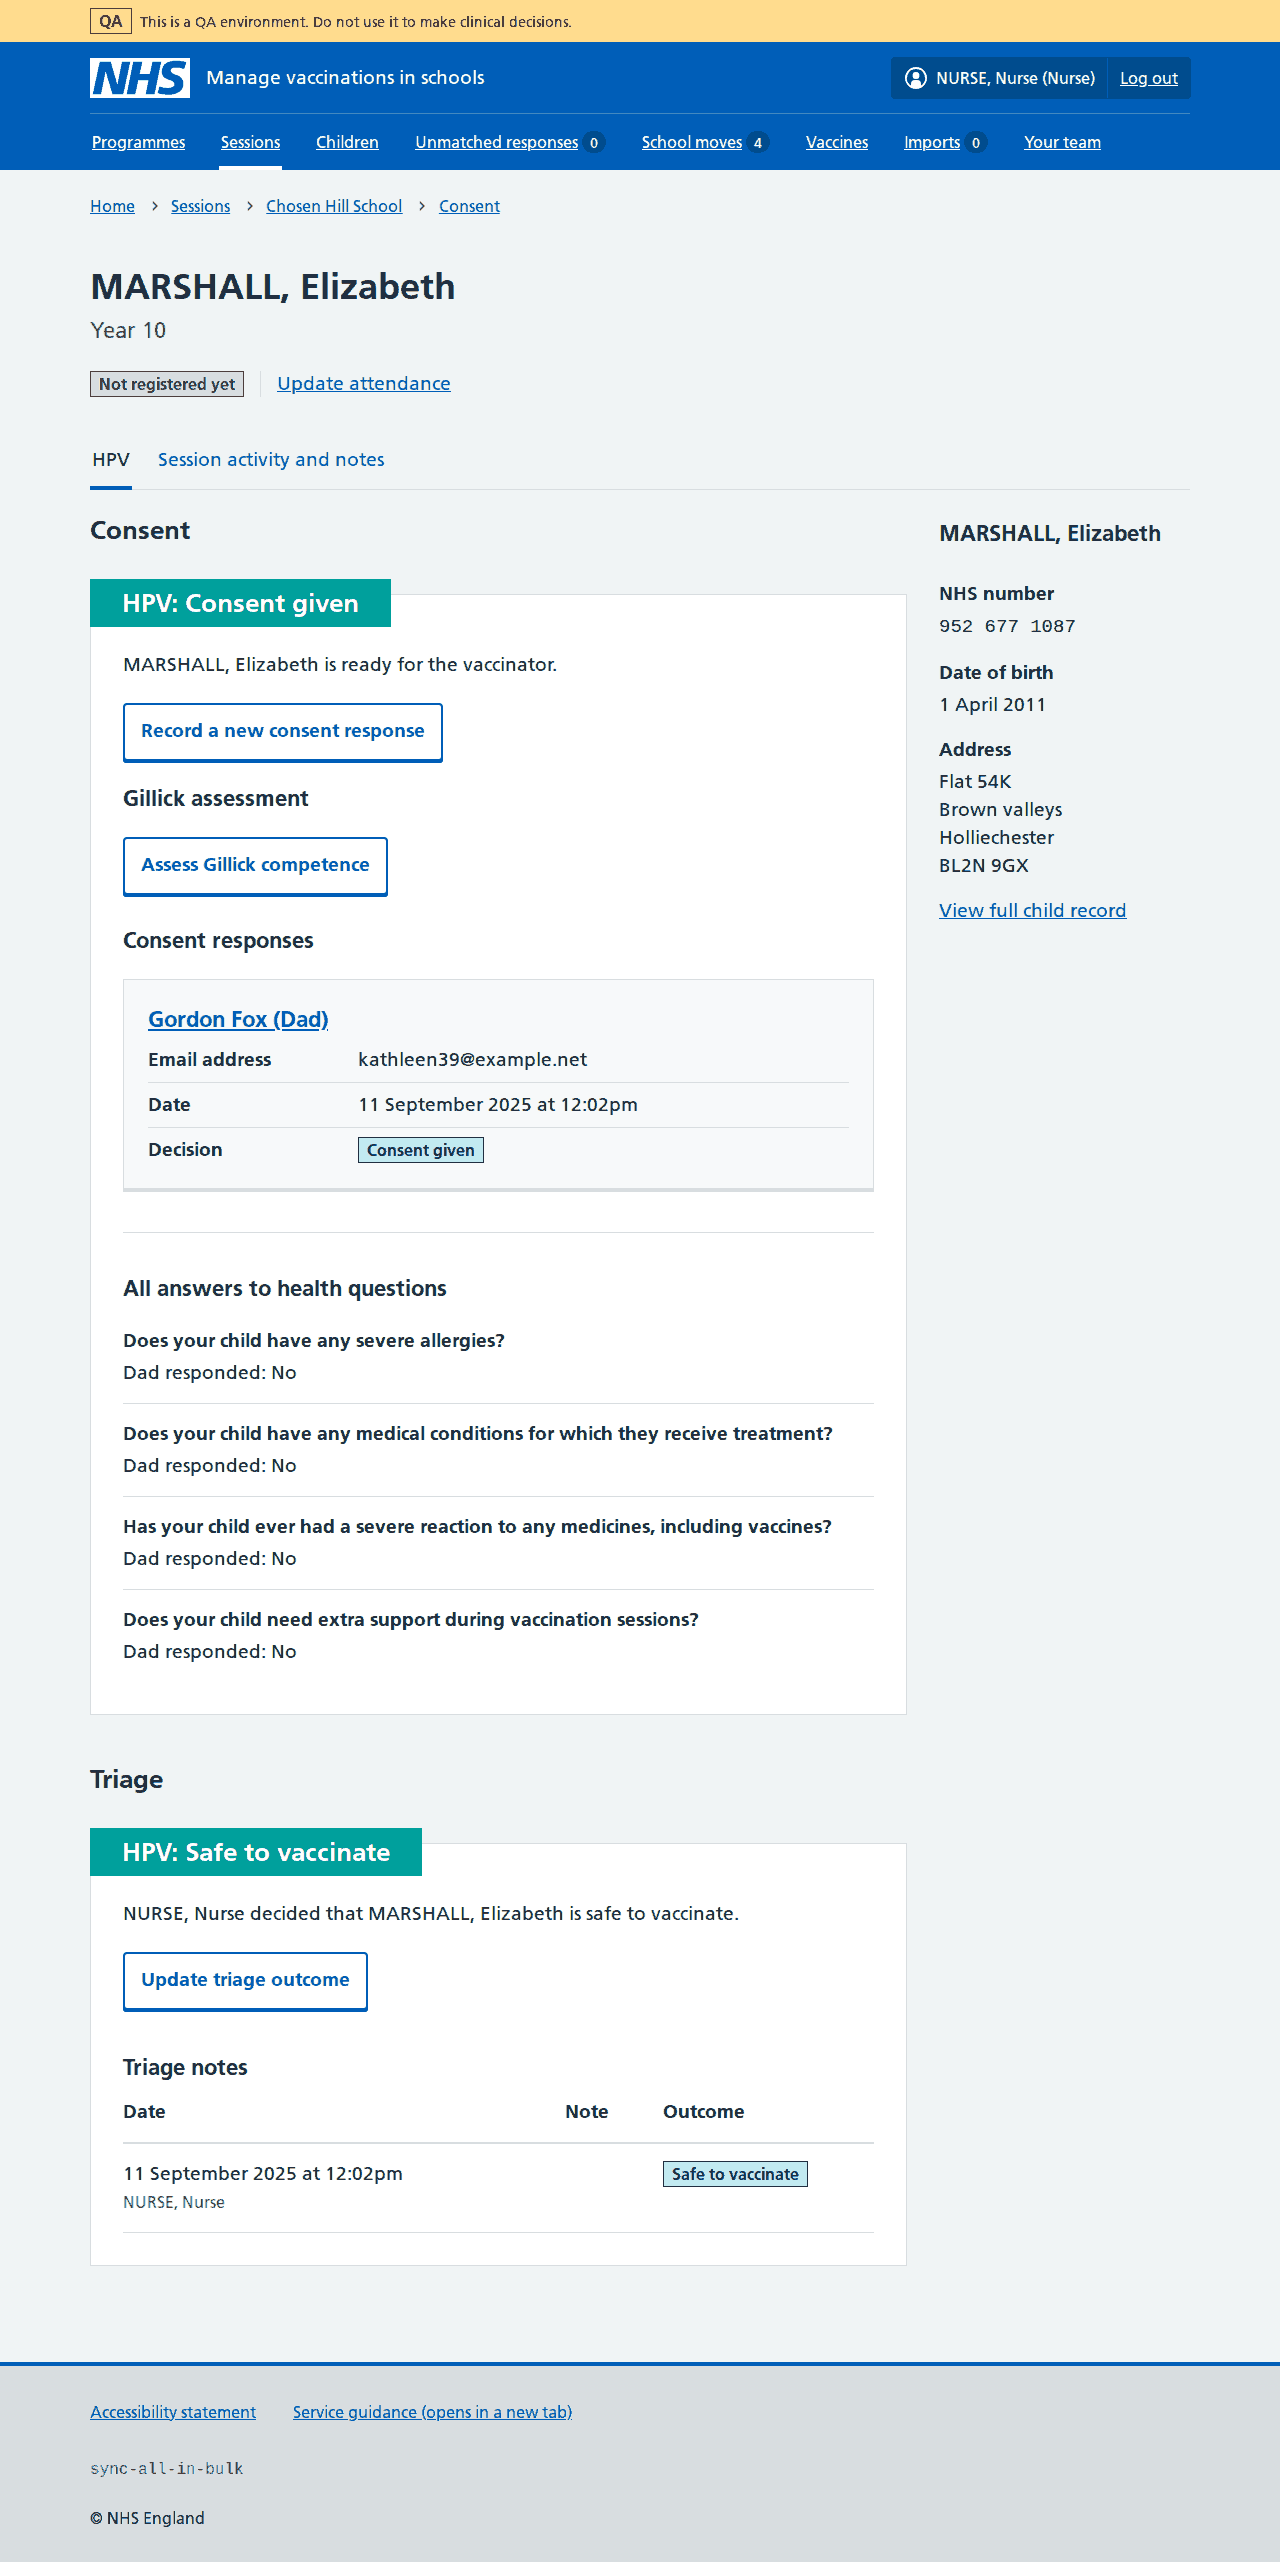 QA This is a QA environment. Do not use it to make clinical decisions.
NHS Manage vaccinations in schools NURSE, Nurse (Nurse) Log out
Programmes Sessions Children Unmatched responses 0 School moves 4 Vaccines Imports 0 Your team
Home Sessions Chosen Hill School Consent
MARSHALL, Elizabeth
Year 10
Not registered yet Update attendance
HPV Session activity and notes
Consent
HPV: Consent given
MARSHALL, Elizabeth is ready for the vaccinator.
Record a new consent response
Gillick assessment
Assess Gillick competence
Consent responses
Gordon Fox (Dad)
Email address kathleen39@example.net
Date 11 September 2025 at 12:02pm
Decision Consent given
All answers to health questions
Does your child have any severe allergies?
Dad responded: No
Does your child have any medical conditions for which they receive treatment?
Dad responded: No
Has your child ever had a severe reaction to any medicines, including vaccines?
Dad responded: No
Does your child need extra support during vaccination sessions?
Dad responded: No
MARSHALL, Elizabeth
NHS number
952 677 1087
Date of birth
1 April 2011
Address
Flat 54K
Brown valleys
Holliechester
BL2N 9GX
View full child record
Triage
HPV: Safe to vaccinate
NURSE, Nurse decided that MARSHALL, Elizabeth is safe to vaccinate.
Update triage outcome
Triage notes
Date Note Outcome
11 September 2025 at 12:02pm Safe to vaccinate
NURSE, Nurse
Accessibility statement Service guidance (opens in a new tab)
sync-all-in-bulk
© NHS England